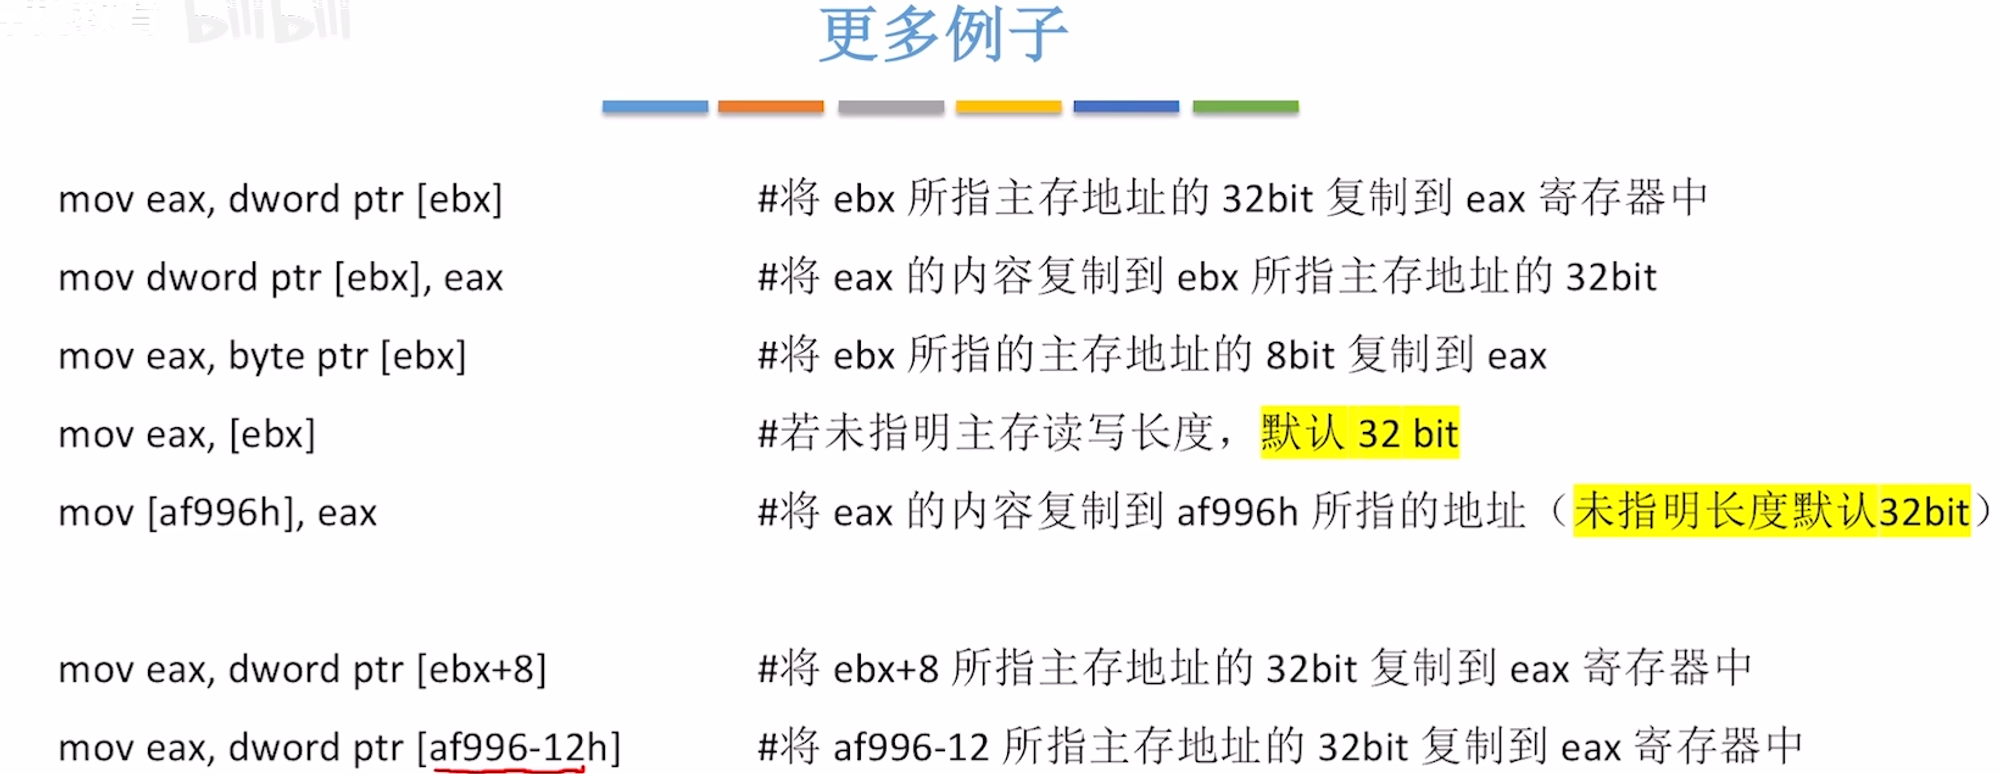 bilibili
更多例子
mov eax, dword ptr [ebx] #将 ebx 所指主存地址的 32bit 复制到 eax 寄存器中
mov dword ptr [ebx], eax #将 eax 的内容复制到 ebx 所指主存地址的 32bit
mov eax, byte ptr [ebx] #将 ebx 所指的主存地址的 8bit 复制到 eax
mov eax, [ebx] #若未指明主存读写长度，默认 32 bit
mov [af996h], eax #将 eax 的内容复制到 af996h 所指的地址（未指明长度默认32bit）
mov eax, dword ptr [ebx+8] #将 ebx+8 所指主存地址的 32bit 复制到 eax 寄存器中
mov eax, dword ptr [af996-12h] #将 af996-12 所指主存地址的 32bit 复制到 eax 寄存器中